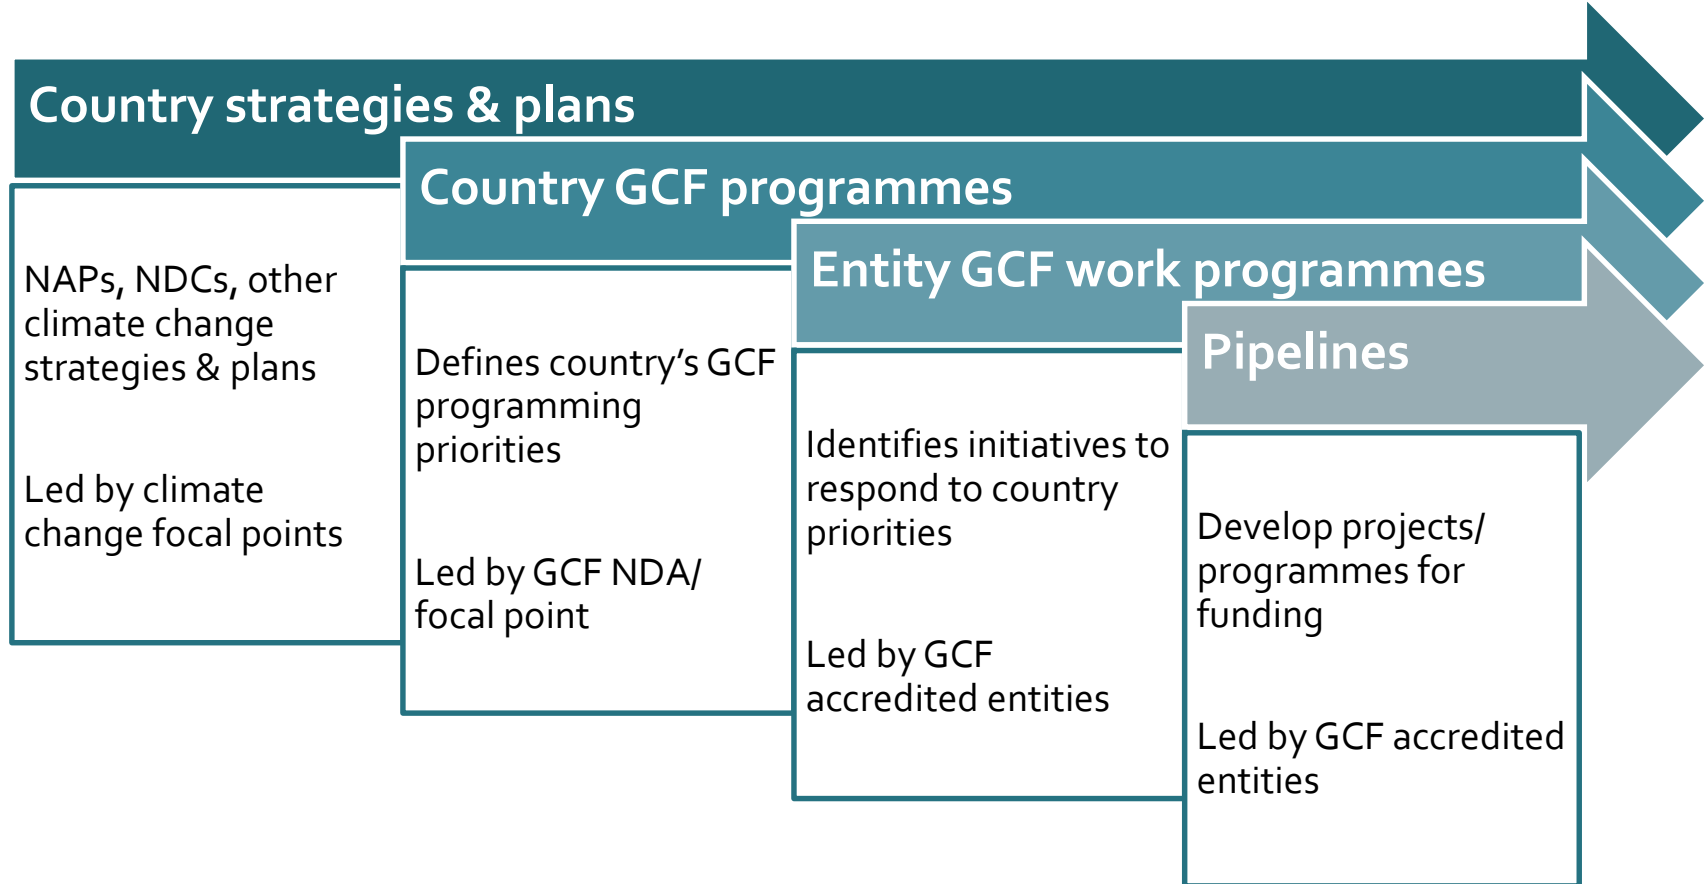 Country strategies & plans
NAPs, NDCs, other
climate change
strategies & plans
Led by climate
change focal points
Country GCF programmes
Defines country’s GCF
programming
priorities
Led by GCF NDA/
focal point
Entity GCF work programmes
Identifies initiatives to
respond to country
priorities
Led by GCF
accredited entities
Pipelines
Develop projects/
programmes for
funding
Led by GCF accredited
entities